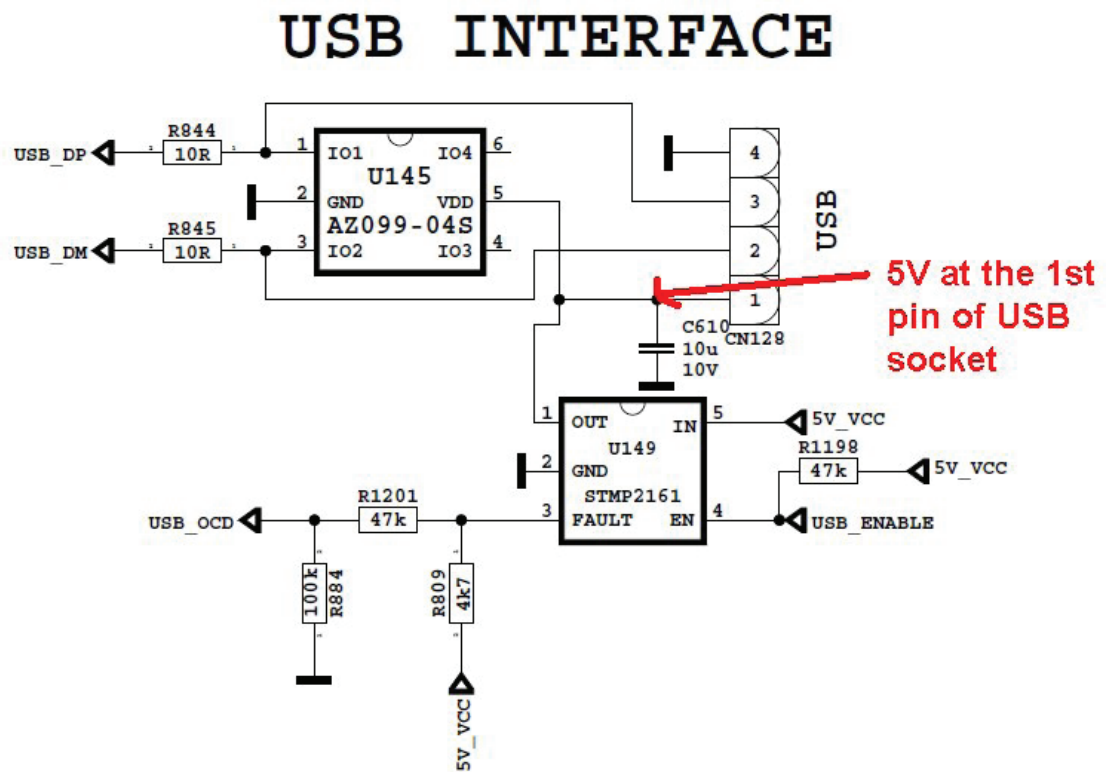 USB INTERFACE
R844
USB_DP
10R
1
IO1
IO4
6
U145
2
GND
VDD
5
AZ099-04S
R845
USB_DM
10R
3
IO2
IO3
4
4
3
2
1
USB
CN128
5V at the 1st
pin of USB
socket
C610
10u
10V
1
OUT
IN
5
5V_VCC
U149
R1198
47k
5V_VCC
2
GND
STMP2161
3
FAULT
EN
4
USB_ENABLE
R1201
USB_OCD
47k
100k
R884
R809
4k7
5V_VCC